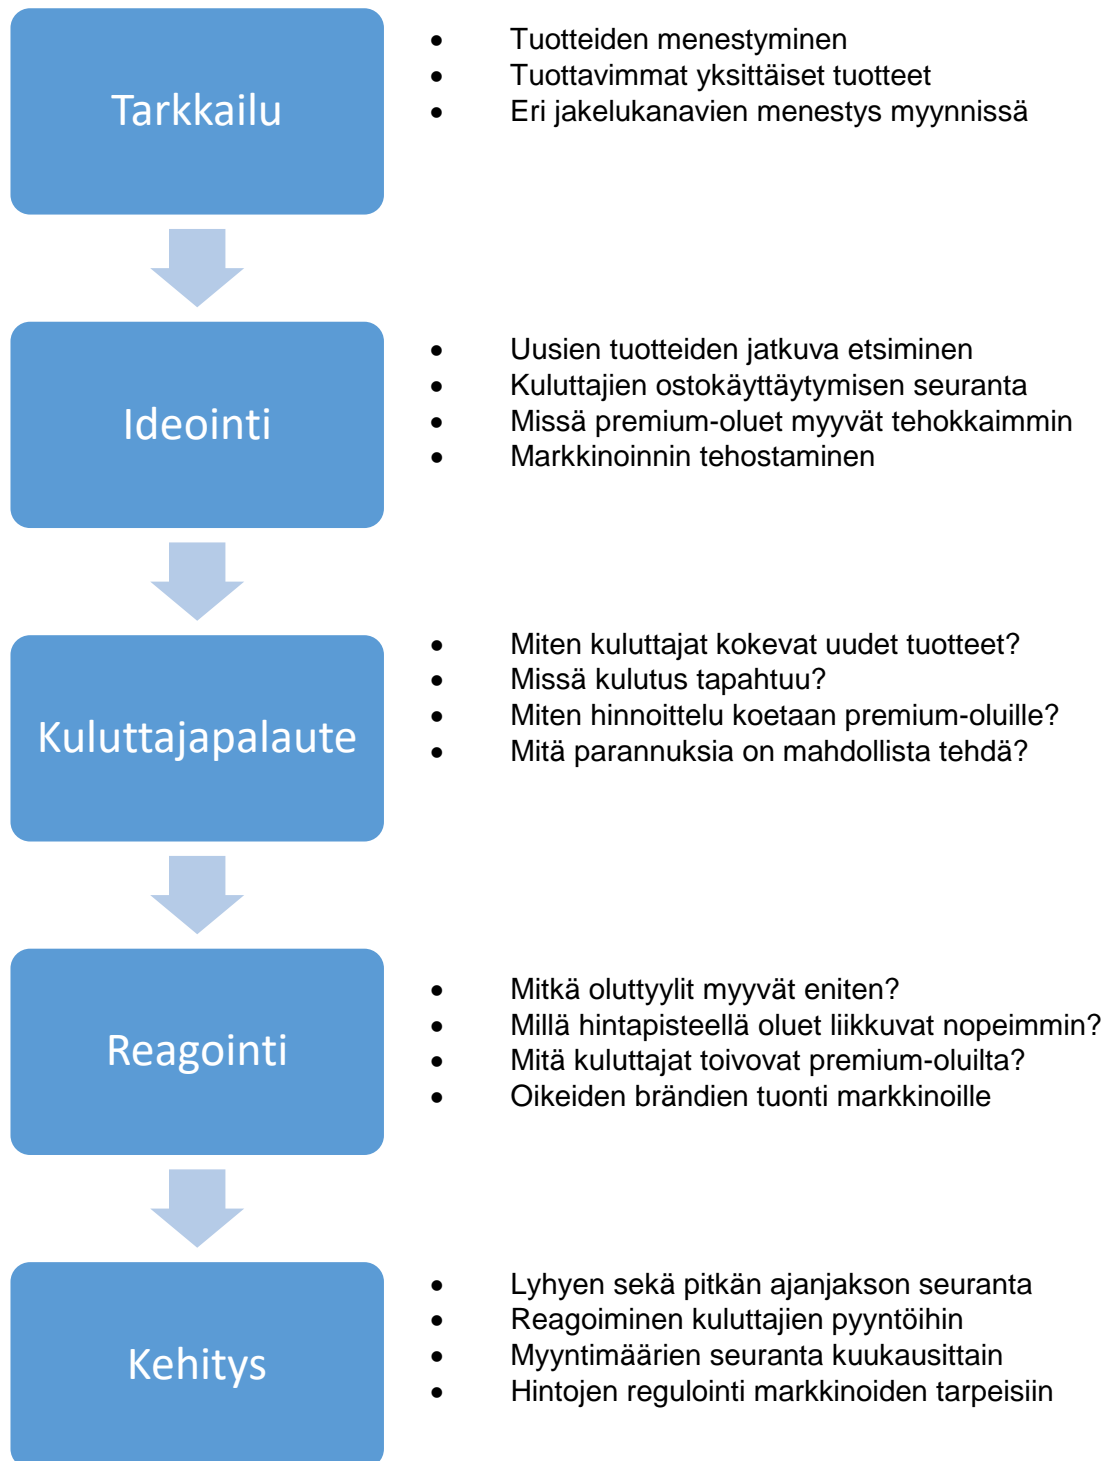 Tarkkailu
• Tuotteiden menestyminen
• Tuottavimmat yksittäiset tuotteet
• Eri jakelukanavien menestys myynnissä
Ideointi
• Uusien tuotteiden jatkuva etsiminen
• Kuluttajien ostokäyttäytymisen seuranta
• Missä premium-oluet myyvät tehokkaimmin
• Markkinoinnin tehostaminen
Kuluttajapalaute
• Miten kuluttajat kokevat uudet tuotteet?
• Missä kulutus tapahtuu?
• Miten hinnoittelu koetaan premium-oluille?
• Mitä parannuksia on mahdollista tehdä?
Reagointi
• Mitkä oluttyylit myyvät eniten?
• Millä hintapisteellä oluet liikkuvat nopeimmin?
• Mitä kuluttajat toivovat premium-oluilta?
• Oikeiden brändien tuonti markkinoille
Kehitys
• Lyhyen sekä pitkän ajanjakson seuranta
• Reagoiminen kuluttajien pyyntöihin
• Myyntimäärien seuranta kuukausittain
• Hintojen regulointi markkinoiden tarpeisiin